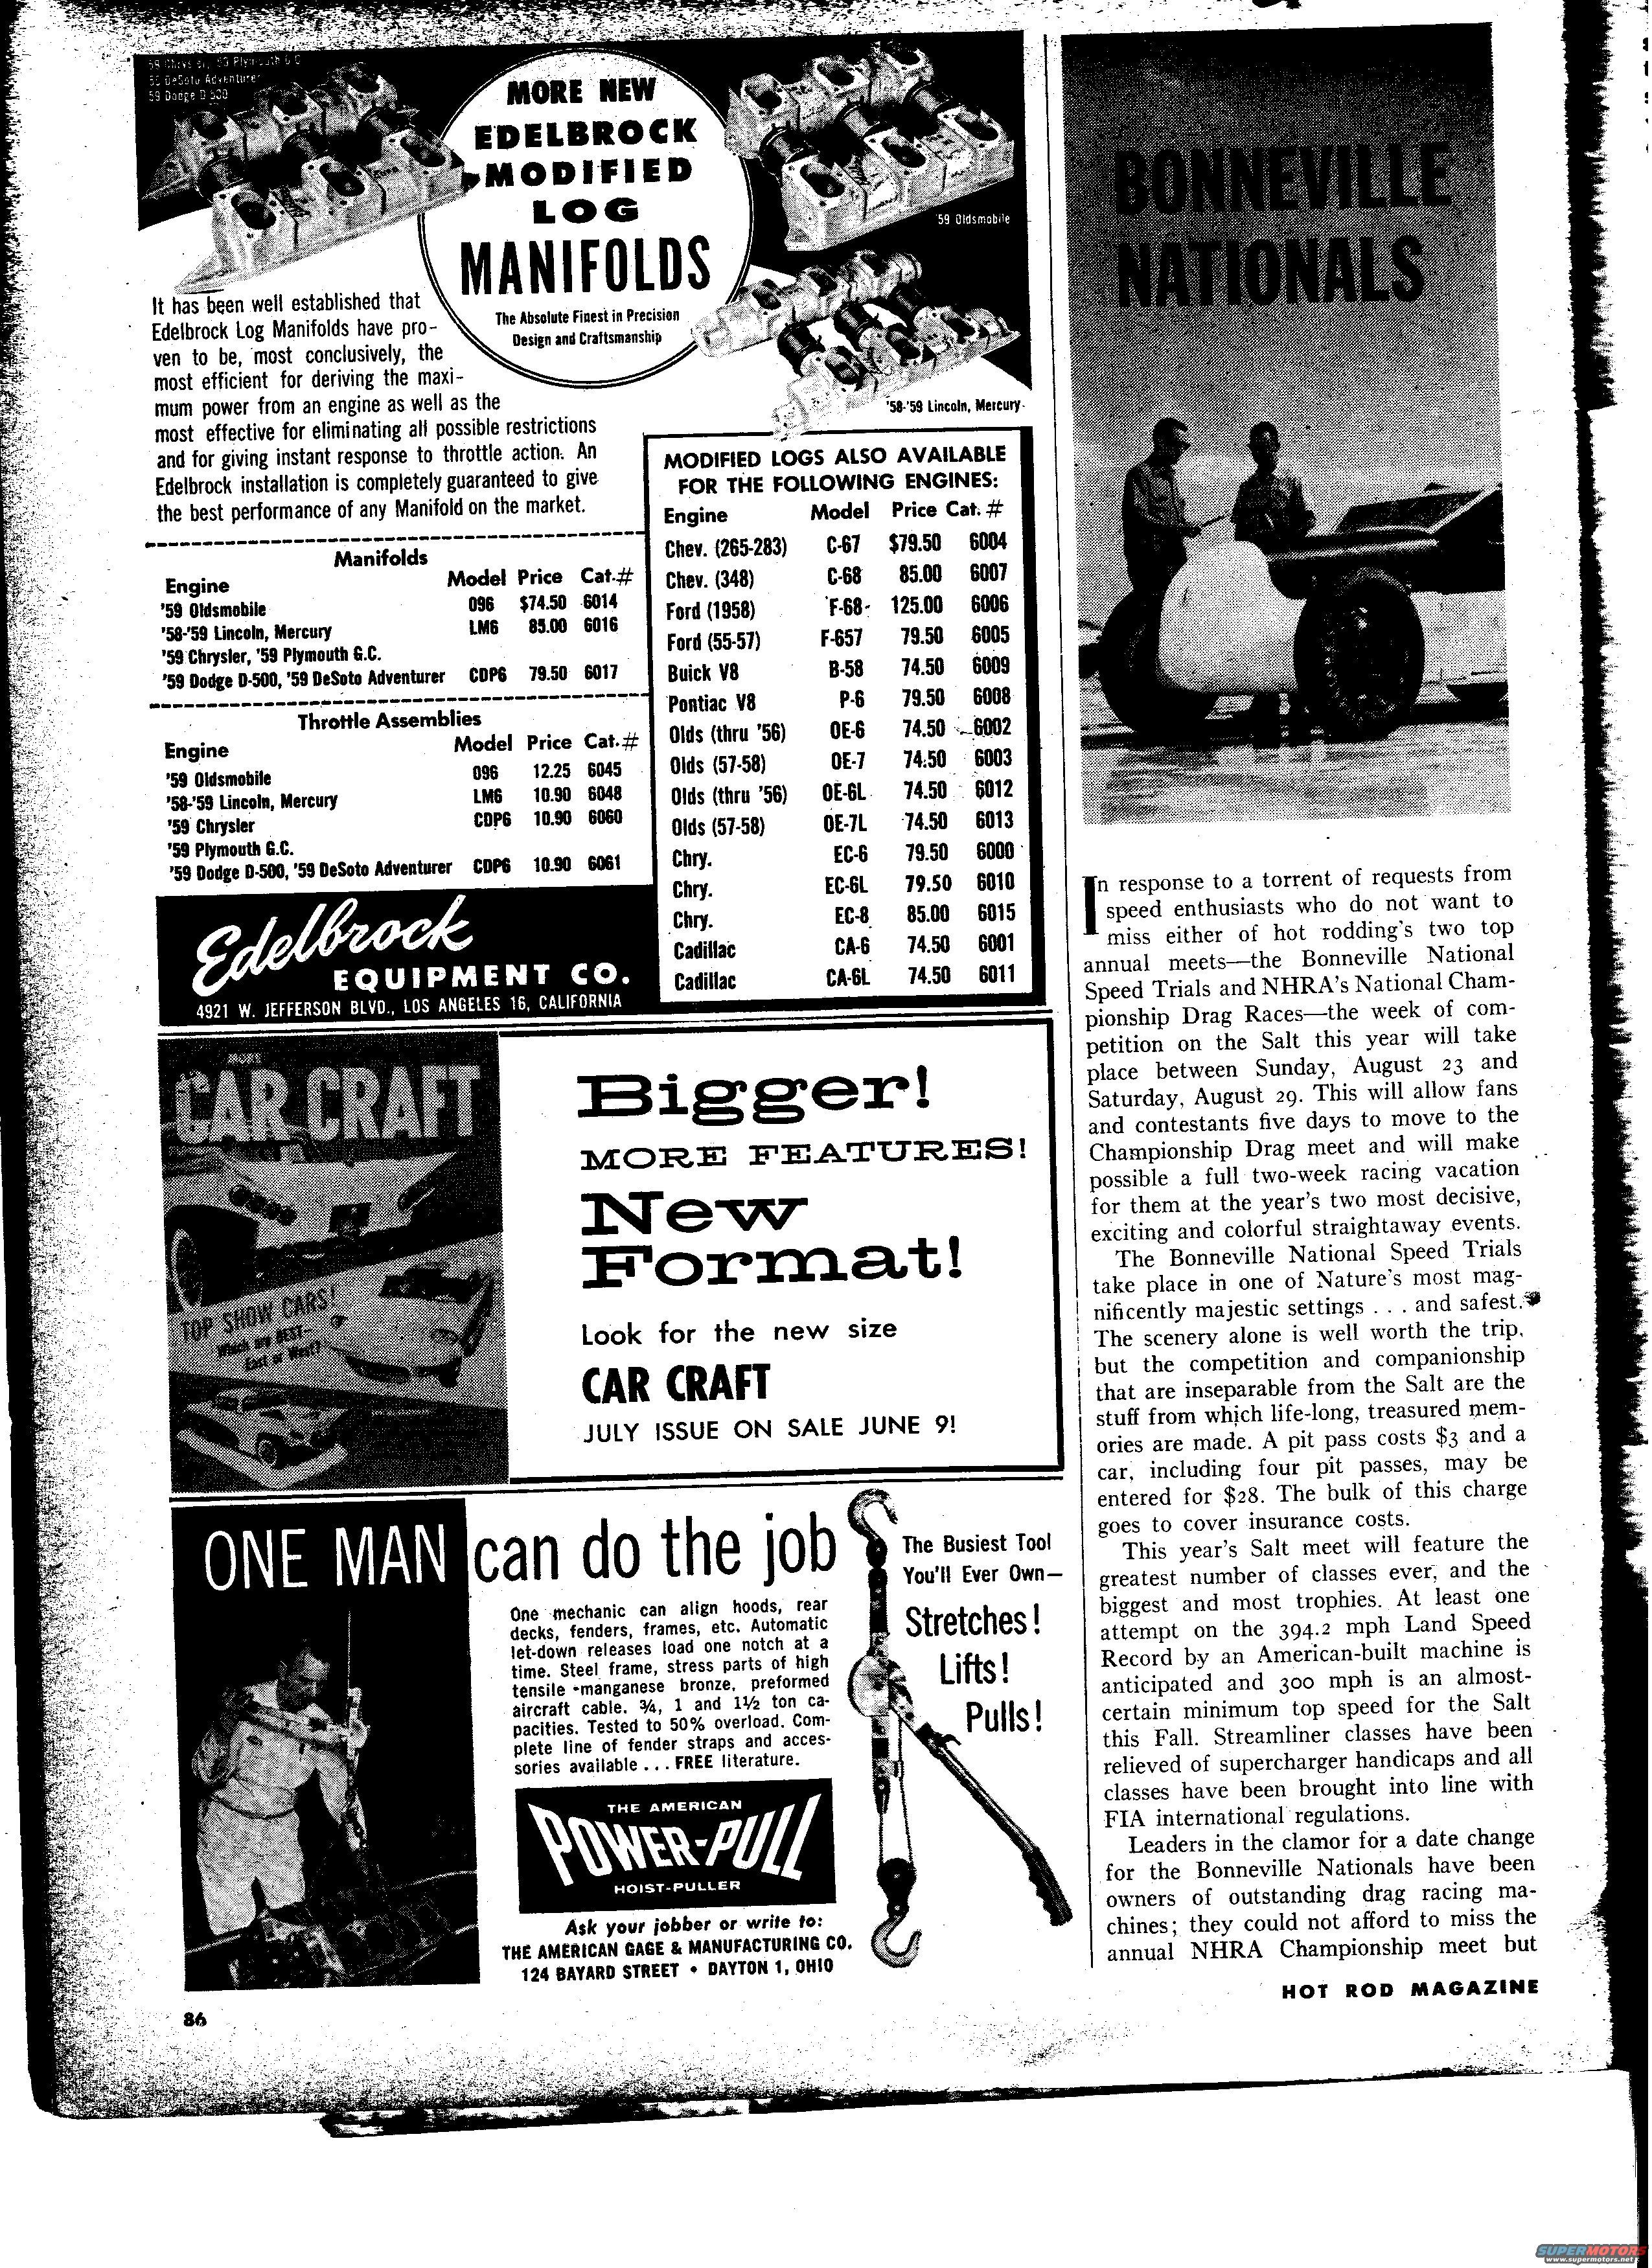 '59 Chrysler, '59 Plymouth G.C.
'59 DeSoto Adventurer
59 Dodge D 500
MORE NEW
EDELBROCK
MODIFIED
LOG
MANIFOLDS
The Absolute Finest in Precision
Design and Craftsmanship
'59 Oldsmobile
'58-'59 Lincoln, Mercury
It has been well established that
Edelbrock Log Manifolds have pro-
ven to be, most conclusively, the
most efficient for deriving the maxi-
mum power from an engine as well as the
most effective for eliminating all possible restrictions
and for giving instant response to throttle action. An
Edelbrock installation is completely guaranteed to give
the best performance of any Manifold on the market.
Manifolds
Engine Model Price Cat.#
'59 Oldsmobile 096 $74.50 6014
'58-'59 Lincoln, Mercury LM6 85.00 6016
'59 Chrysler, '59 Plymouth G.C.
'59 Dodge D-500, '59 DeSoto Adventurer CDP6 79.50 6017
Throttle Assemblies
Engine Model Price Cat.#
'59 Oldsmobile 096 12.25 6045
'58-'59 Lincoln, Mercury LM6 10.90 6048
'59 Chrysler CDP6 10.90 6060
'59 Plymouth G.C.
'59 Dodge D-500, '59 DeSoto Adventurer CDP6 10.90 6061
Edelbrock
EQUIPMENT CO.
4921 W. JEFFERSON BLVD., LOS ANGELES 16, CALIFORNIA
MODIFIED LOGS ALSO AVAILABLE
FOR THE FOLLOWING ENGINES:
Engine Model Price Cat. #
Chev. (265-283) C-67 $79.50 6004
Chev. (348) C-68 85.00 6007
Ford (1958) F-68 125.00 6006
Ford (55-57) F-657 79.50 6005
Buick V8 B-58 74.50 6009
Pontiac V8 P-6 79.50 6008
Olds (thru '56) OE-6 74.50 6002
Olds (57-58) OE-7 74.50 6003
Olds (thru '56) OE-6L 74.50 6012
Olds (57-58) OE-7L 74.50 6013
Chry. EC-6 79.50 6000
Chry. EC-6L 79.50 6010
Chry. EC-8 85.00 6015
Cadillac CA-6 74.50 6001
Cadillac CA-6L 74.50 6011
MORE
CAR CRAFT
TOP SHOW CARS!
Which are BEST—
East or West?
Bigger!
MORE FEATURES!
New
Format!
Look for the new size
CAR CRAFT
JULY ISSUE ON SALE JUNE 9!
ONE MAN can do the job
One mechanic can align hoods, rear
decks, fenders, frames, etc. Automatic
let-down releases load one notch at a
time. Steel frame, stress parts of high
tensile manganese bronze, preformed
aircraft cable. ¾, 1 and 1½ ton ca-
pacities. Tested to 50% overload. Com-
plete line of fender straps and acces-
sories available ... FREE literature.
THE AMERICAN
POWER-PULL
HOIST-PULLER
Ask your jobber or write to:
THE AMERICAN GAGE & MANUFACTURING CO.
124 BAYARD STREET • DAYTON 1, OHIO
The Busiest Tool
You'll Ever Own—
Stretches!
Lifts!
Pulls!
86
BONNEVILLE
NATIONALS
In response to a torrent of requests from
speed enthusiasts who do not want to
miss either of hot rodding's two top
annual meets—the Bonneville National
Speed Trials and NHRA's National Cham-
pionship Drag Races—the week of com-
petition on the Salt this year will take
place between Sunday, August 23 and
Saturday, August 29. This will allow fans
and contestants five days to move to the
Championship Drag meet and will make
possible a full two-week racing vacation
for them at the year's two most decisive,
exciting and colorful straightaway events.
The Bonneville National Speed Trials
take place in one of Nature's most mag-
nificently majestic settings . . . and safest.
The scenery alone is well worth the trip,
but the competition and companionship
that are inseparable from the Salt are the
stuff from which life-long, treasured mem-
ories are made. A pit pass costs $3 and a
car, including four pit passes, may be
entered for $28. The bulk of this charge
goes to cover insurance costs.
This year's Salt meet will feature the
greatest number of classes ever, and the
biggest and most trophies. At least one
attempt on the 394.2 mph Land Speed
Record by an American-built machine is
anticipated and 300 mph is an almost-
certain minimum top speed for the Salt
this Fall. Streamliner classes have been
relieved of supercharger handicaps and all
classes have been brought into line with
FIA international regulations.
Leaders in the clamor for a date change
for the Bonneville Nationals have been
owners of outstanding drag racing ma-
chines; they could not afford to miss the
annual NHRA Championship meet but
HOT ROD MAGAZINE
SUPERMOTORS
www.supermotors.net